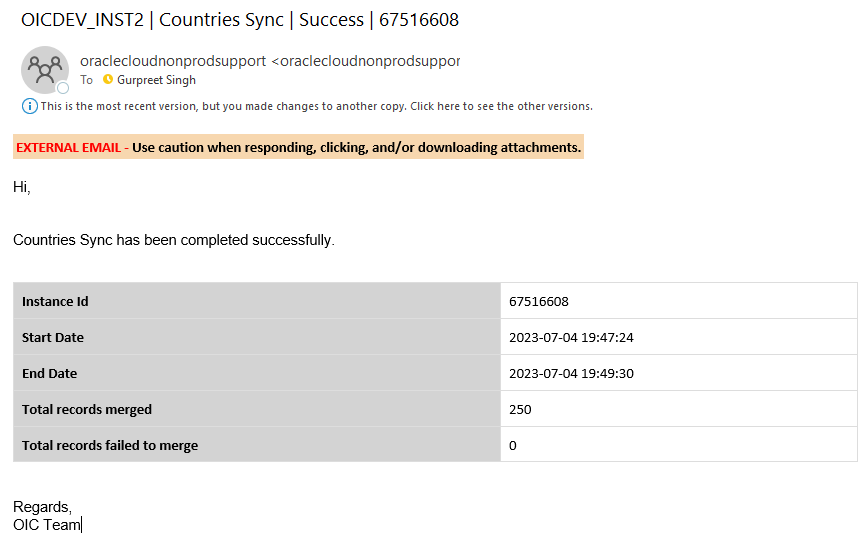 OICDEV_INST2 | Countries Sync | Success | 67516608
oraclecloudnonprodsupport <oraclecloudnonprodsuppor
To Gurpreet Singh
This is the most recent version, but you made changes to another copy. Click here to see the other versions.
EXTERNAL EMAIL - Use caution when responding, clicking, and/or downloading attachments.
Hi,
Countries Sync has been completed successfully.
Instance Id 67516608
Start Date 2023-07-04 19:47:24
End Date 2023-07-04 19:49:30
Total records merged 250
Total records failed to merge 0
Regards,
OIC Team